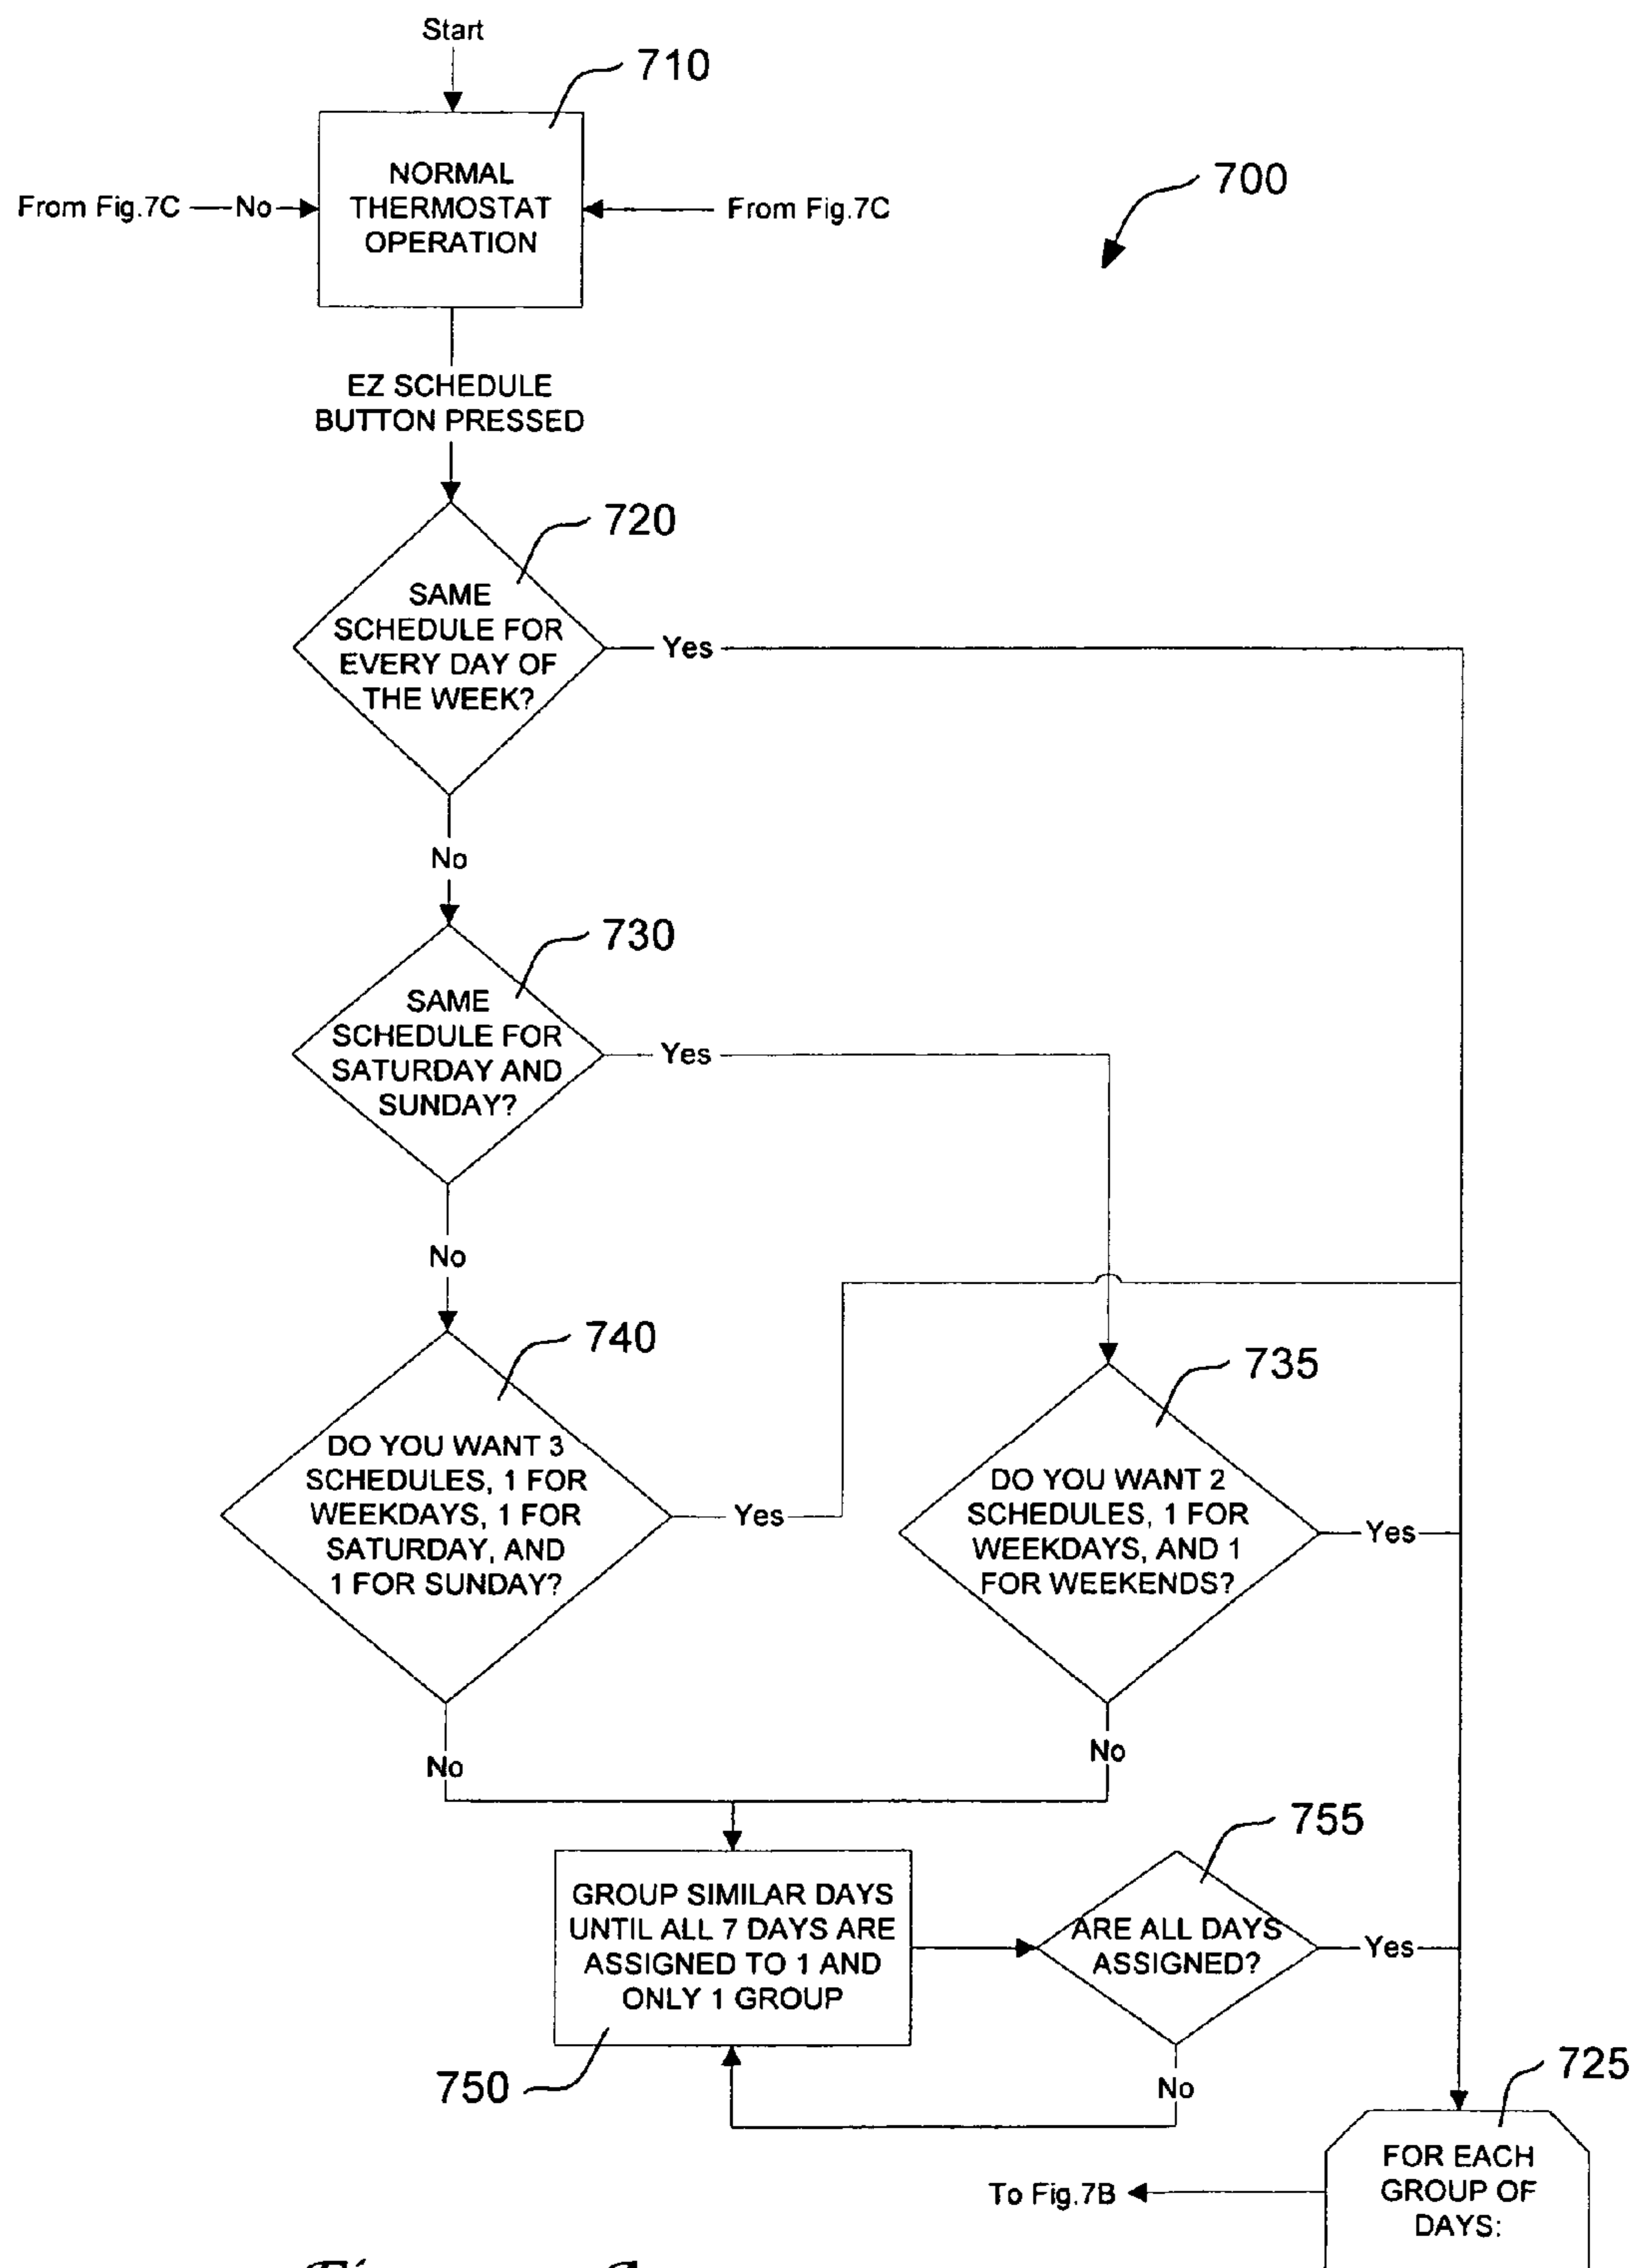 Start
710
NORMAL
THERMOSTAT
OPERATION
From Fig.7C
No
From Fig.7C
700
EZ SCHEDULE
BUTTON PRESSED
720
SAME
SCHEDULE FOR
EVERY DAY OF
THE WEEK?
Yes
No
730
SAME
SCHEDULE FOR
SATURDAY AND
SUNDAY?
Yes
No
740
DO YOU WANT 3
SCHEDULES, 1 FOR
WEEKDAYS, 1 FOR
SATURDAY, AND
1 FOR SUNDAY?
Yes
No
735
DO YOU WANT 2
SCHEDULES, 1 FOR
WEEKDAYS, AND 1
FOR WEEKENDS?
Yes
No
GROUP SIMILAR DAYS
UNTIL ALL 7 DAYS ARE
ASSIGNED TO 1 AND
ONLY 1 GROUP
750
755
ARE ALL DAYS
ASSIGNED?
Yes
No
725
FOR EACH
GROUP OF
DAYS:
To Fig.7B